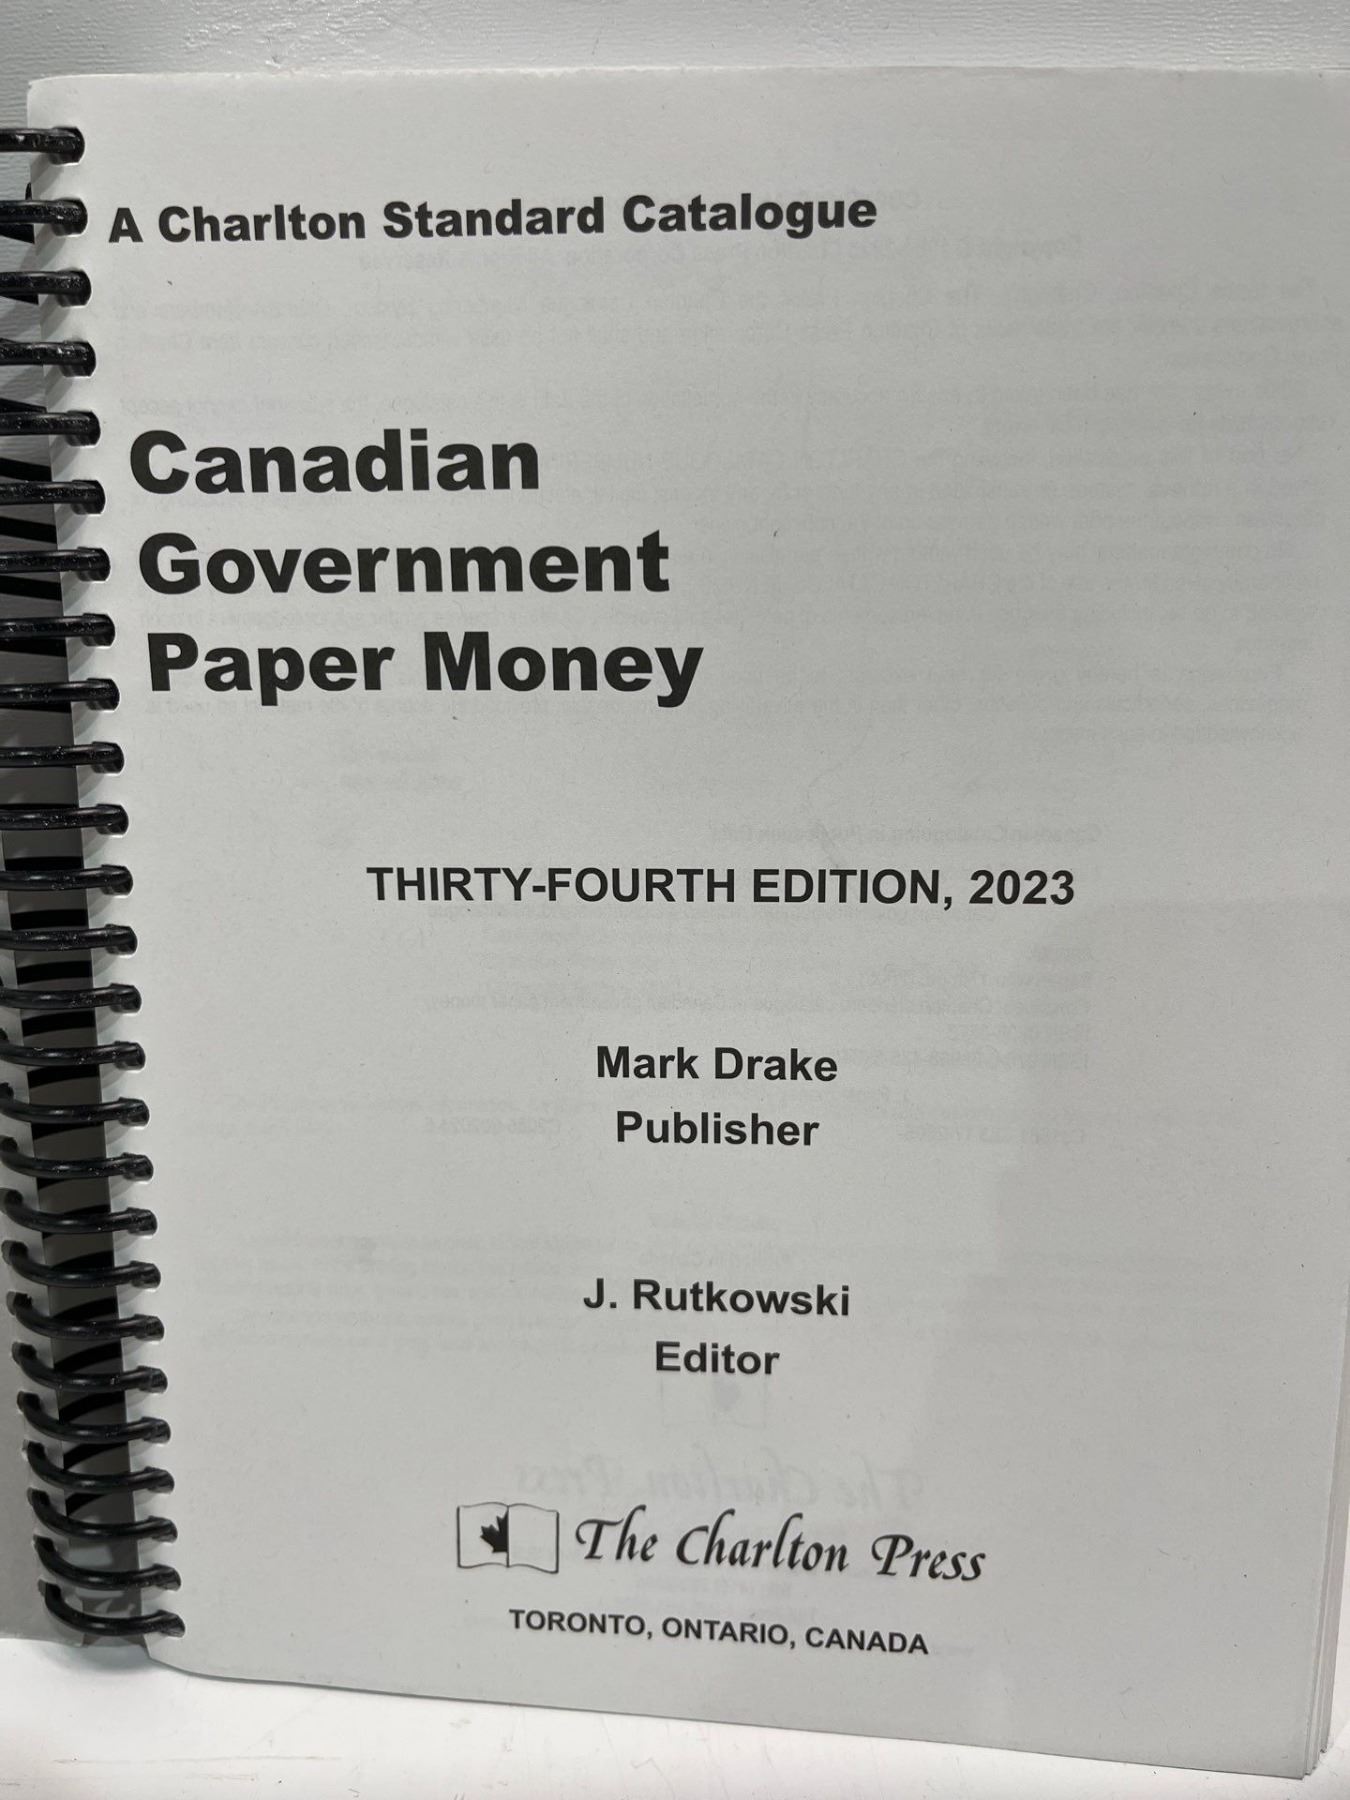 A Charlton Standard Catalogue
Canadian
Government
Paper Money
THIRTY-FOURTH EDITION, 2023
Mark Drake
Publisher
J. Rutkowski
Editor
The Charlton Press
TORONTO, ONTARIO, CANADA